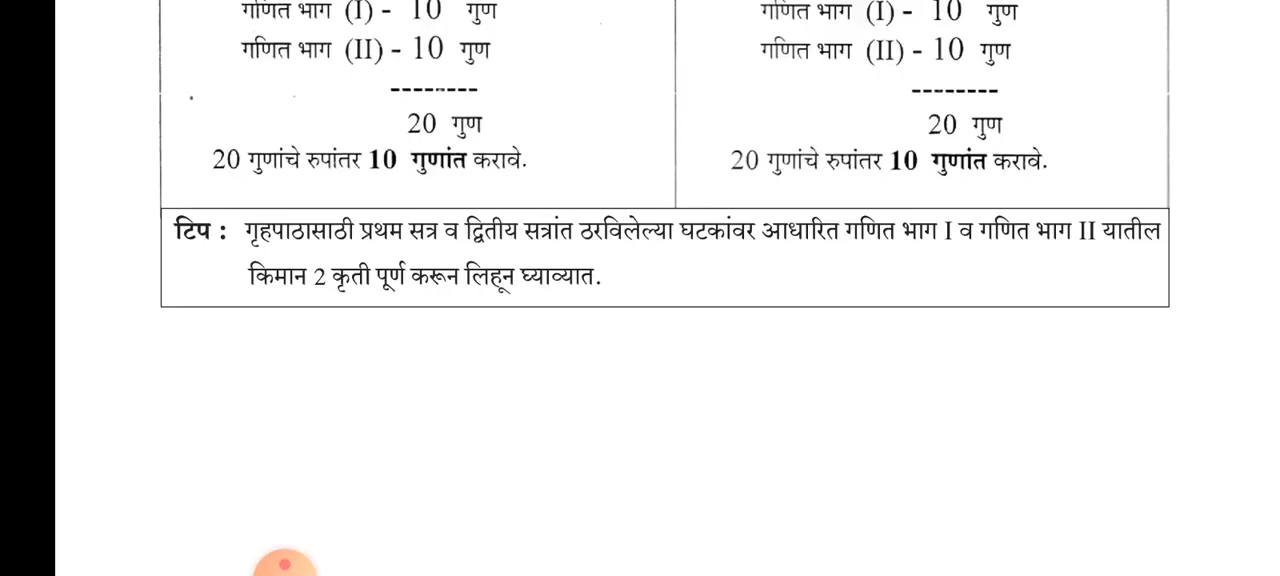 गणित भाग (I) - 10 गुण
गणित भाग (II) - 10 गुण
--------
20 गुण
20 गुणांचे रुपांतर 10 गुणांत करावे.
गणित भाग (I) - 10 गुण
गणित भाग (II) - 10 गुण
--------
20 गुण
20 गुणांचे रुपांतर 10 गुणांत करावे.
टिप : गृहपाठासाठी प्रथम सत्र व द्वितीय सत्रांत ठरविलेल्या घटकांवर आधारित गणित भाग I व गणित भाग II यातील
किमान 2 कृती पूर्ण करून लिहून घ्याव्यात.